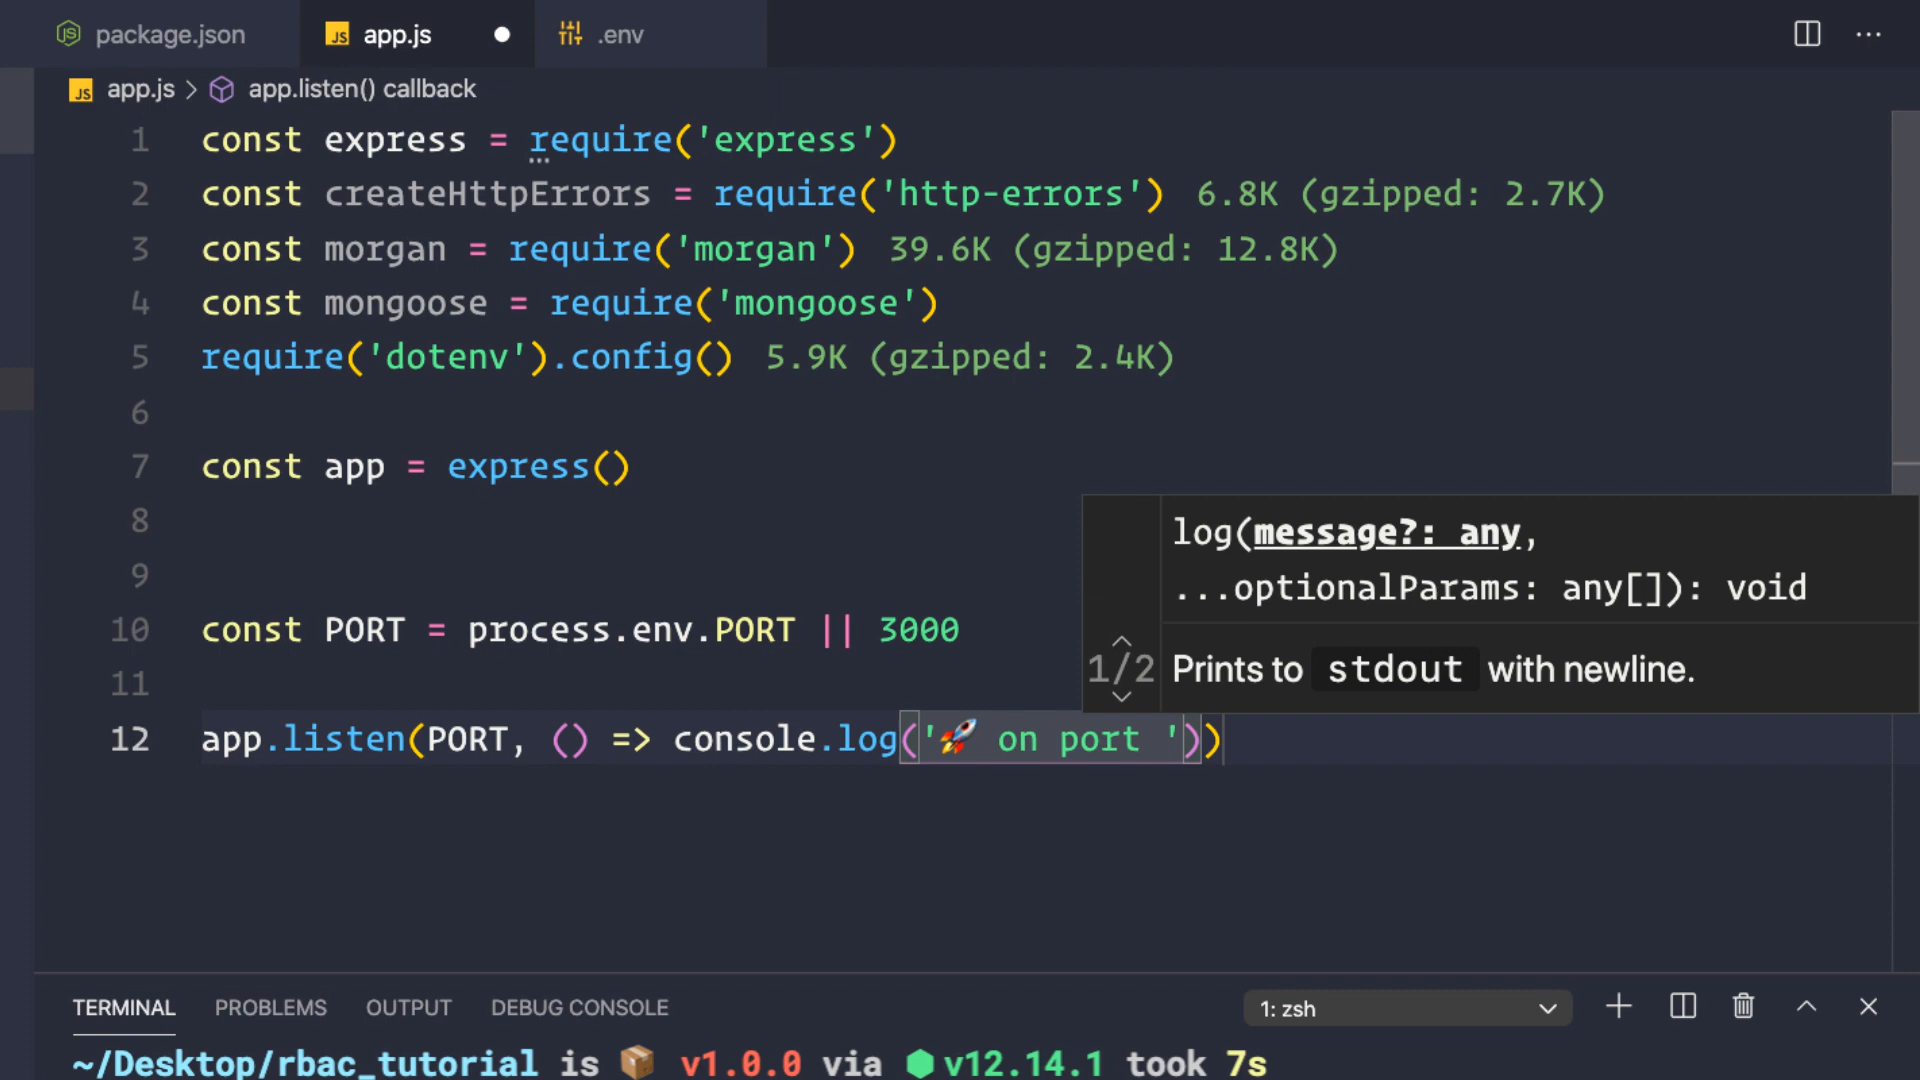 package.json app.js .env
app.js > app.listen() callback
1 const express = require('express')
2 const createHttpErrors = require('http-errors') 6.8K (gzipped: 2.7K)
3 const morgan = require('morgan') 39.6K (gzipped: 12.8K)
4 const mongoose = require('mongoose')
5 require('dotenv').config() 5.9K (gzipped: 2.4K)
6
7 const app = express()
8
9
log(message?: any,
...optionalParams: any[]): void
10 const PORT = process.env.PORT || 3000
1/2 Prints to stdout with newline.
11
12 app.listen(PORT, () => console.log('🚀 on port '))
TERMINAL PROBLEMS OUTPUT DEBUG CONSOLE 1: zsh
~/Desktop/rbac_tutorial is 📦 v1.0.0 via ⬢ v12.14.1 took 7s